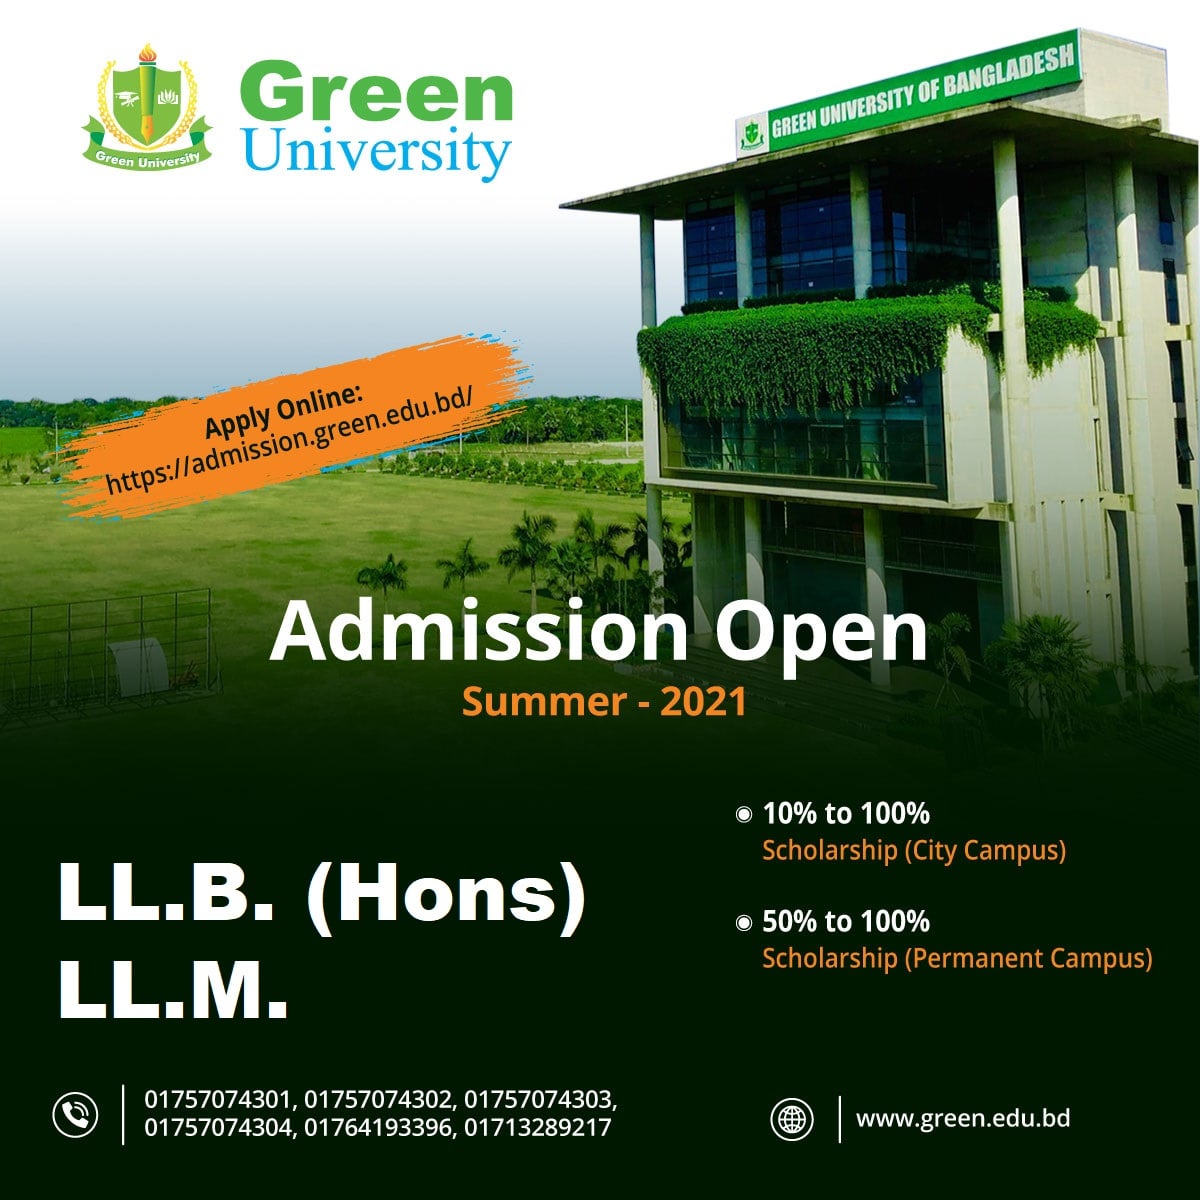 Green University
Green
University
GREEN UNIVERSITY OF BANGLADESH
Apply Online:
https://admission.green.edu.bd/
Admission Open
Summer - 2021
LL.B. (Hons)
LL.M.
10% to 100%
Scholarship (City Campus)
50% to 100%
Scholarship (Permanent Campus)
01757074301, 01757074302, 01757074303,
01757074304, 01764193396, 01713289217
www.green.edu.bd